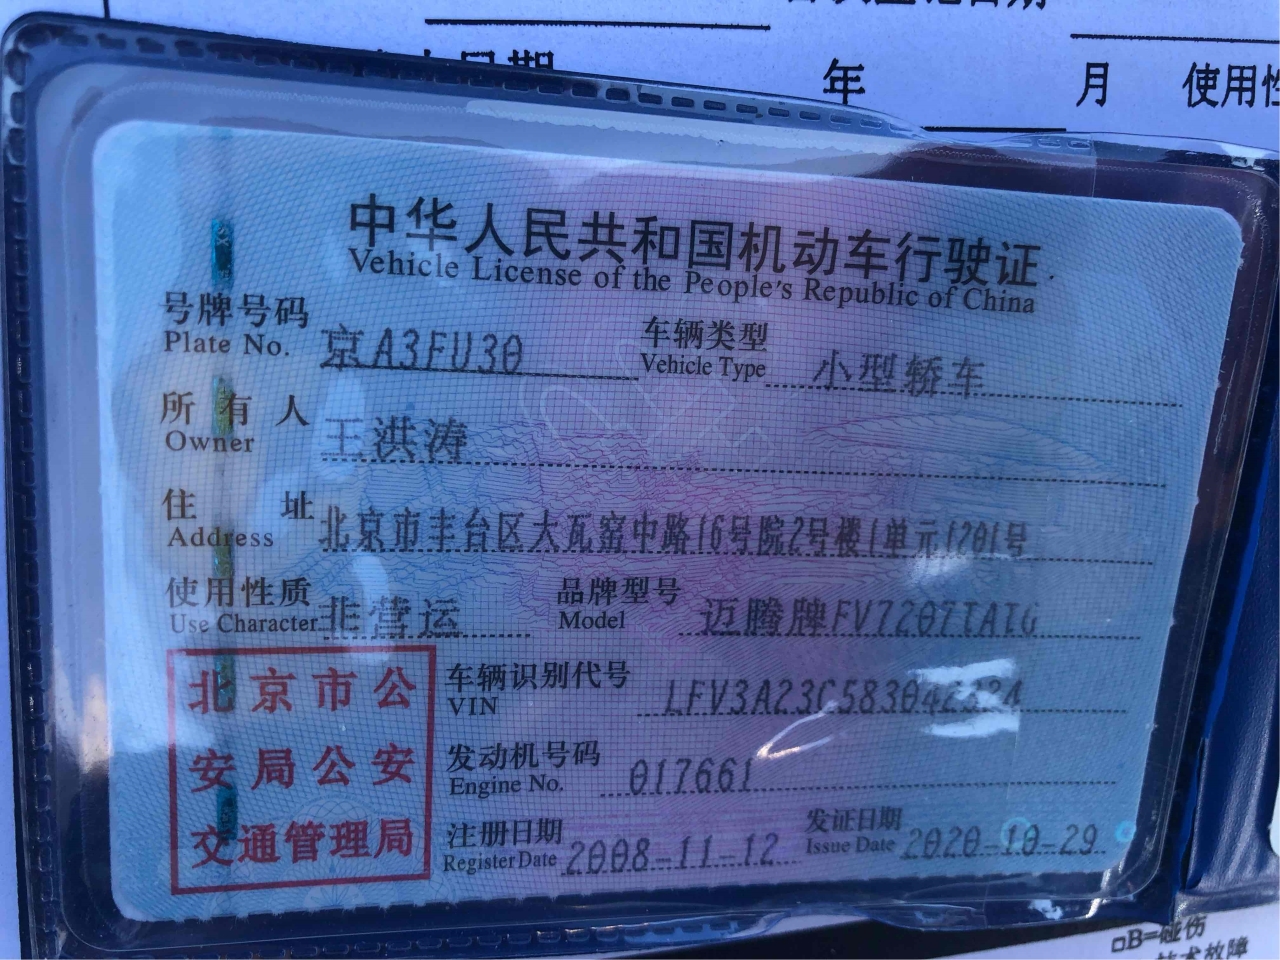 年 月 使用
中华人民共和国机动车行驶证
Vehicle License of the People's Republic of China
号牌号码 京A3FU30 车辆类型 小型轿车
Plate No. Vehicle Type
所有人 王洪涛
Owner
住址 北京市丰台区大瓦窑中路16号院2号楼1单元1201号
Address
使用性质 非营运 品牌型号 迈腾牌FV7207TATG
Use Character Model
北京市公
安局公安
交通管理局
车辆识别代号
VIN
发动机号码 017661
Engine No.
注册日期 2008-11-12 发证日期 2020-10-29
Register Date Issue Date
□B=碰伤
技术故障